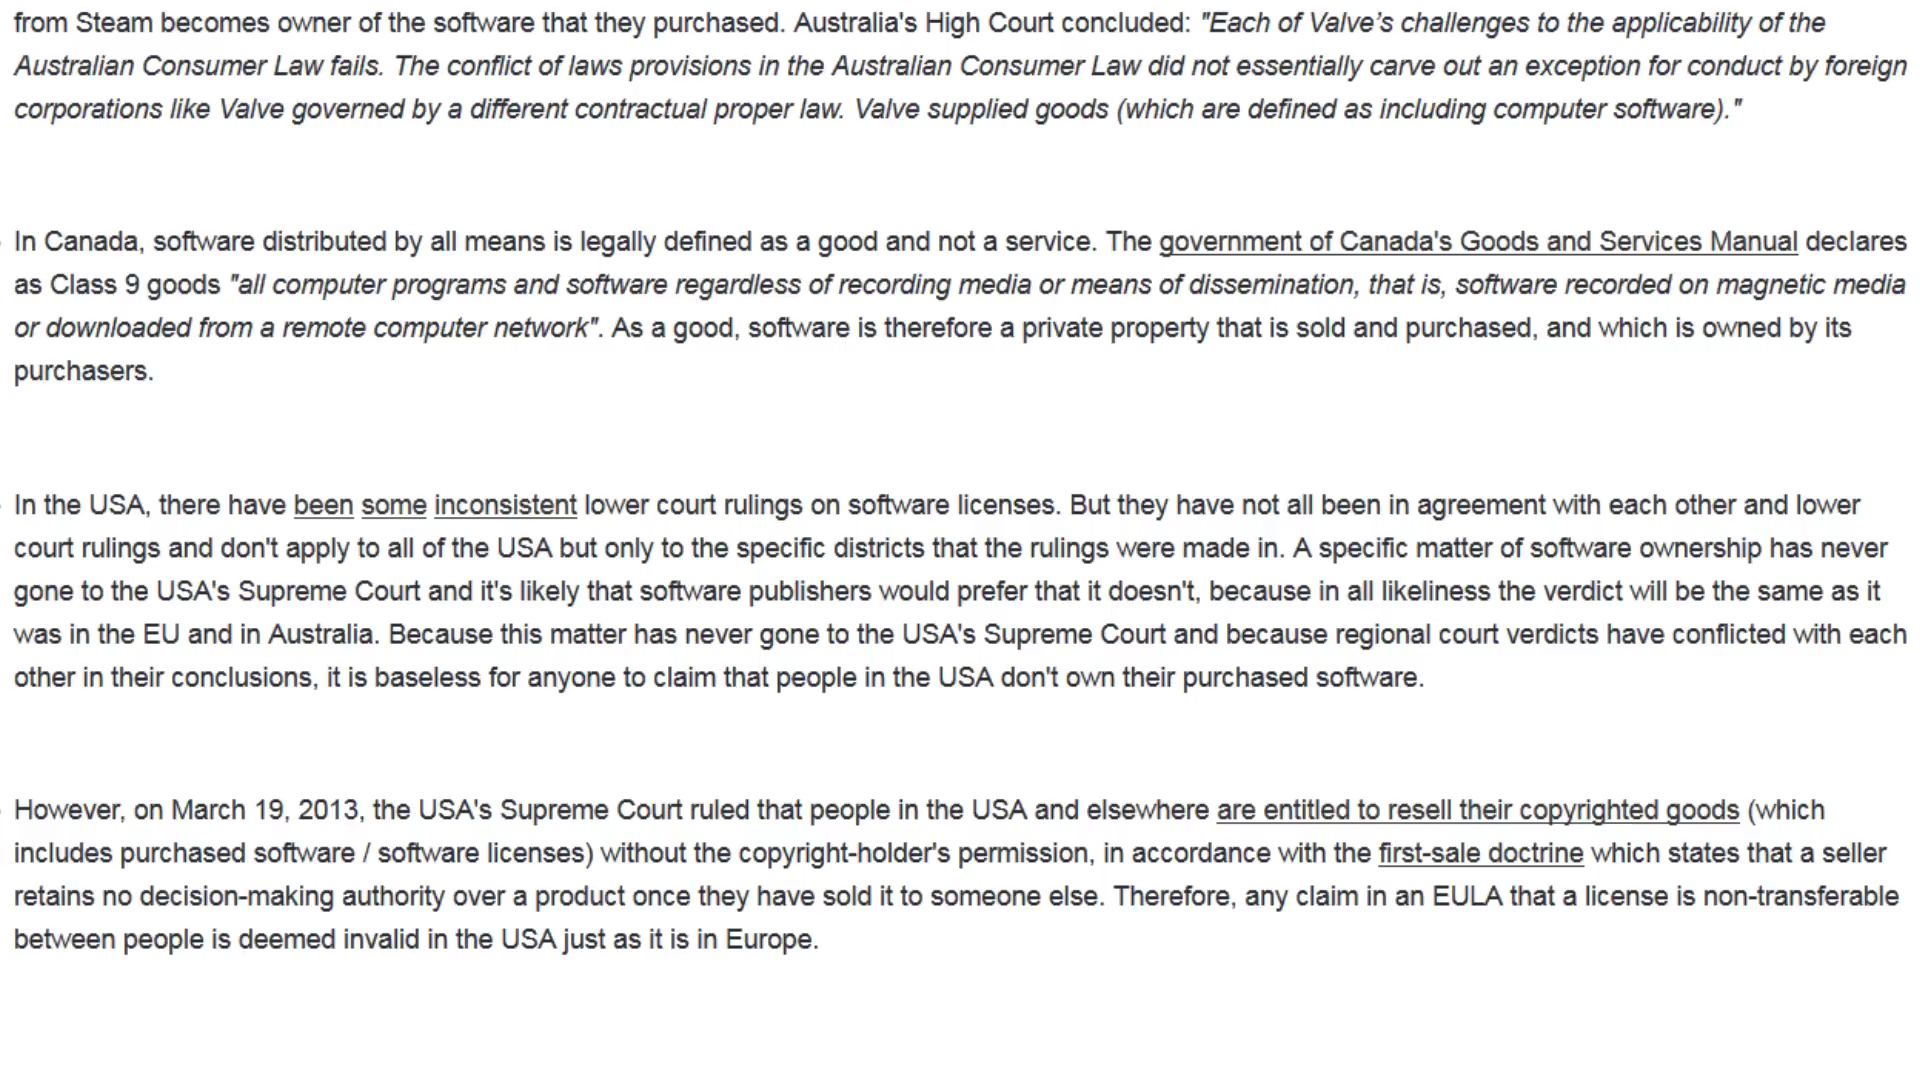 from Steam becomes owner of the software that they purchased. Australia's High Court concluded: "Each of Valve’s challenges to the applicability of the
Australian Consumer Law fails. The conflict of laws provisions in the Australian Consumer Law did not essentially carve out an exception for conduct by foreign
corporations like Valve governed by a different contractual proper law. Valve supplied goods (which are defined as including computer software)."
In Canada, software distributed by all means is legally defined as a good and not a service. The government of Canada's Goods and Services Manual declares
as Class 9 goods "all computer programs and software regardless of recording media or means of dissemination, that is, software recorded on magnetic media
or downloaded from a remote computer network". As a good, software is therefore a private property that is sold and purchased, and which is owned by its
purchasers.
In the USA, there have been some inconsistent lower court rulings on software licenses. But they have not all been in agreement with each other and lower
court rulings and don't apply to all of the USA but only to the specific districts that the rulings were made in. A specific matter of software ownership has never
gone to the USA's Supreme Court and it's likely that software publishers would prefer that it doesn't, because in all likeliness the verdict will be the same as it
was in the EU and in Australia. Because this matter has never gone to the USA's Supreme Court and because regional court verdicts have conflicted with each
other in their conclusions, it is baseless for anyone to claim that people in the USA don't own their purchased software.
However, on March 19, 2013, the USA's Supreme Court ruled that people in the USA and elsewhere are entitled to resell their copyrighted goods (which
includes purchased software / software licenses) without the copyright-holder's permission, in accordance with the first-sale doctrine which states that a seller
retains no decision-making authority over a product once they have sold it to someone else. Therefore, any claim in an EULA that a license is non-transferable
between people is deemed invalid in the USA just as it is in Europe.